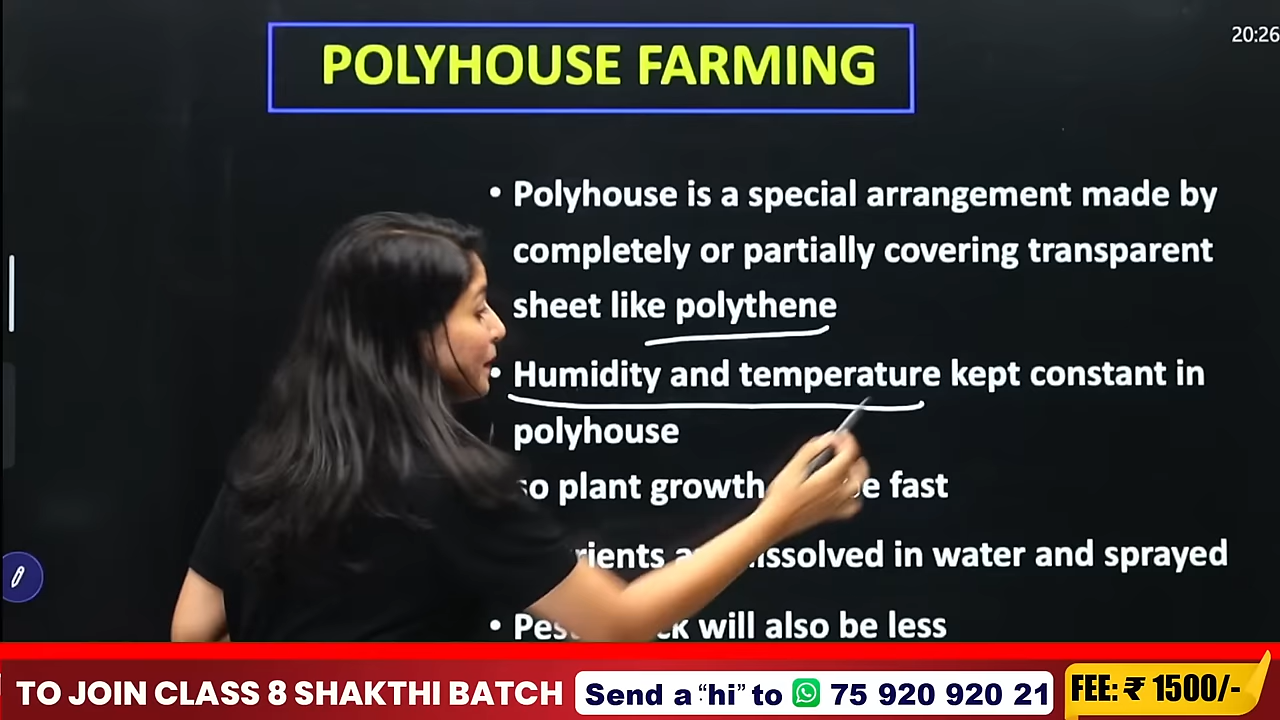 POLYHOUSE FARMING
20:26
• Polyhouse is a special arrangement made by
completely or partially covering transparent
sheet like polythene
• Humidity and temperature kept constant in
polyhouse
so plant growth fast
dissolved in water and sprayed
• will also be less
TO JOIN CLASS 8 SHAKTHI BATCH Send a “hi” to 75 920 920 21 FEE: ₹ 1500/-